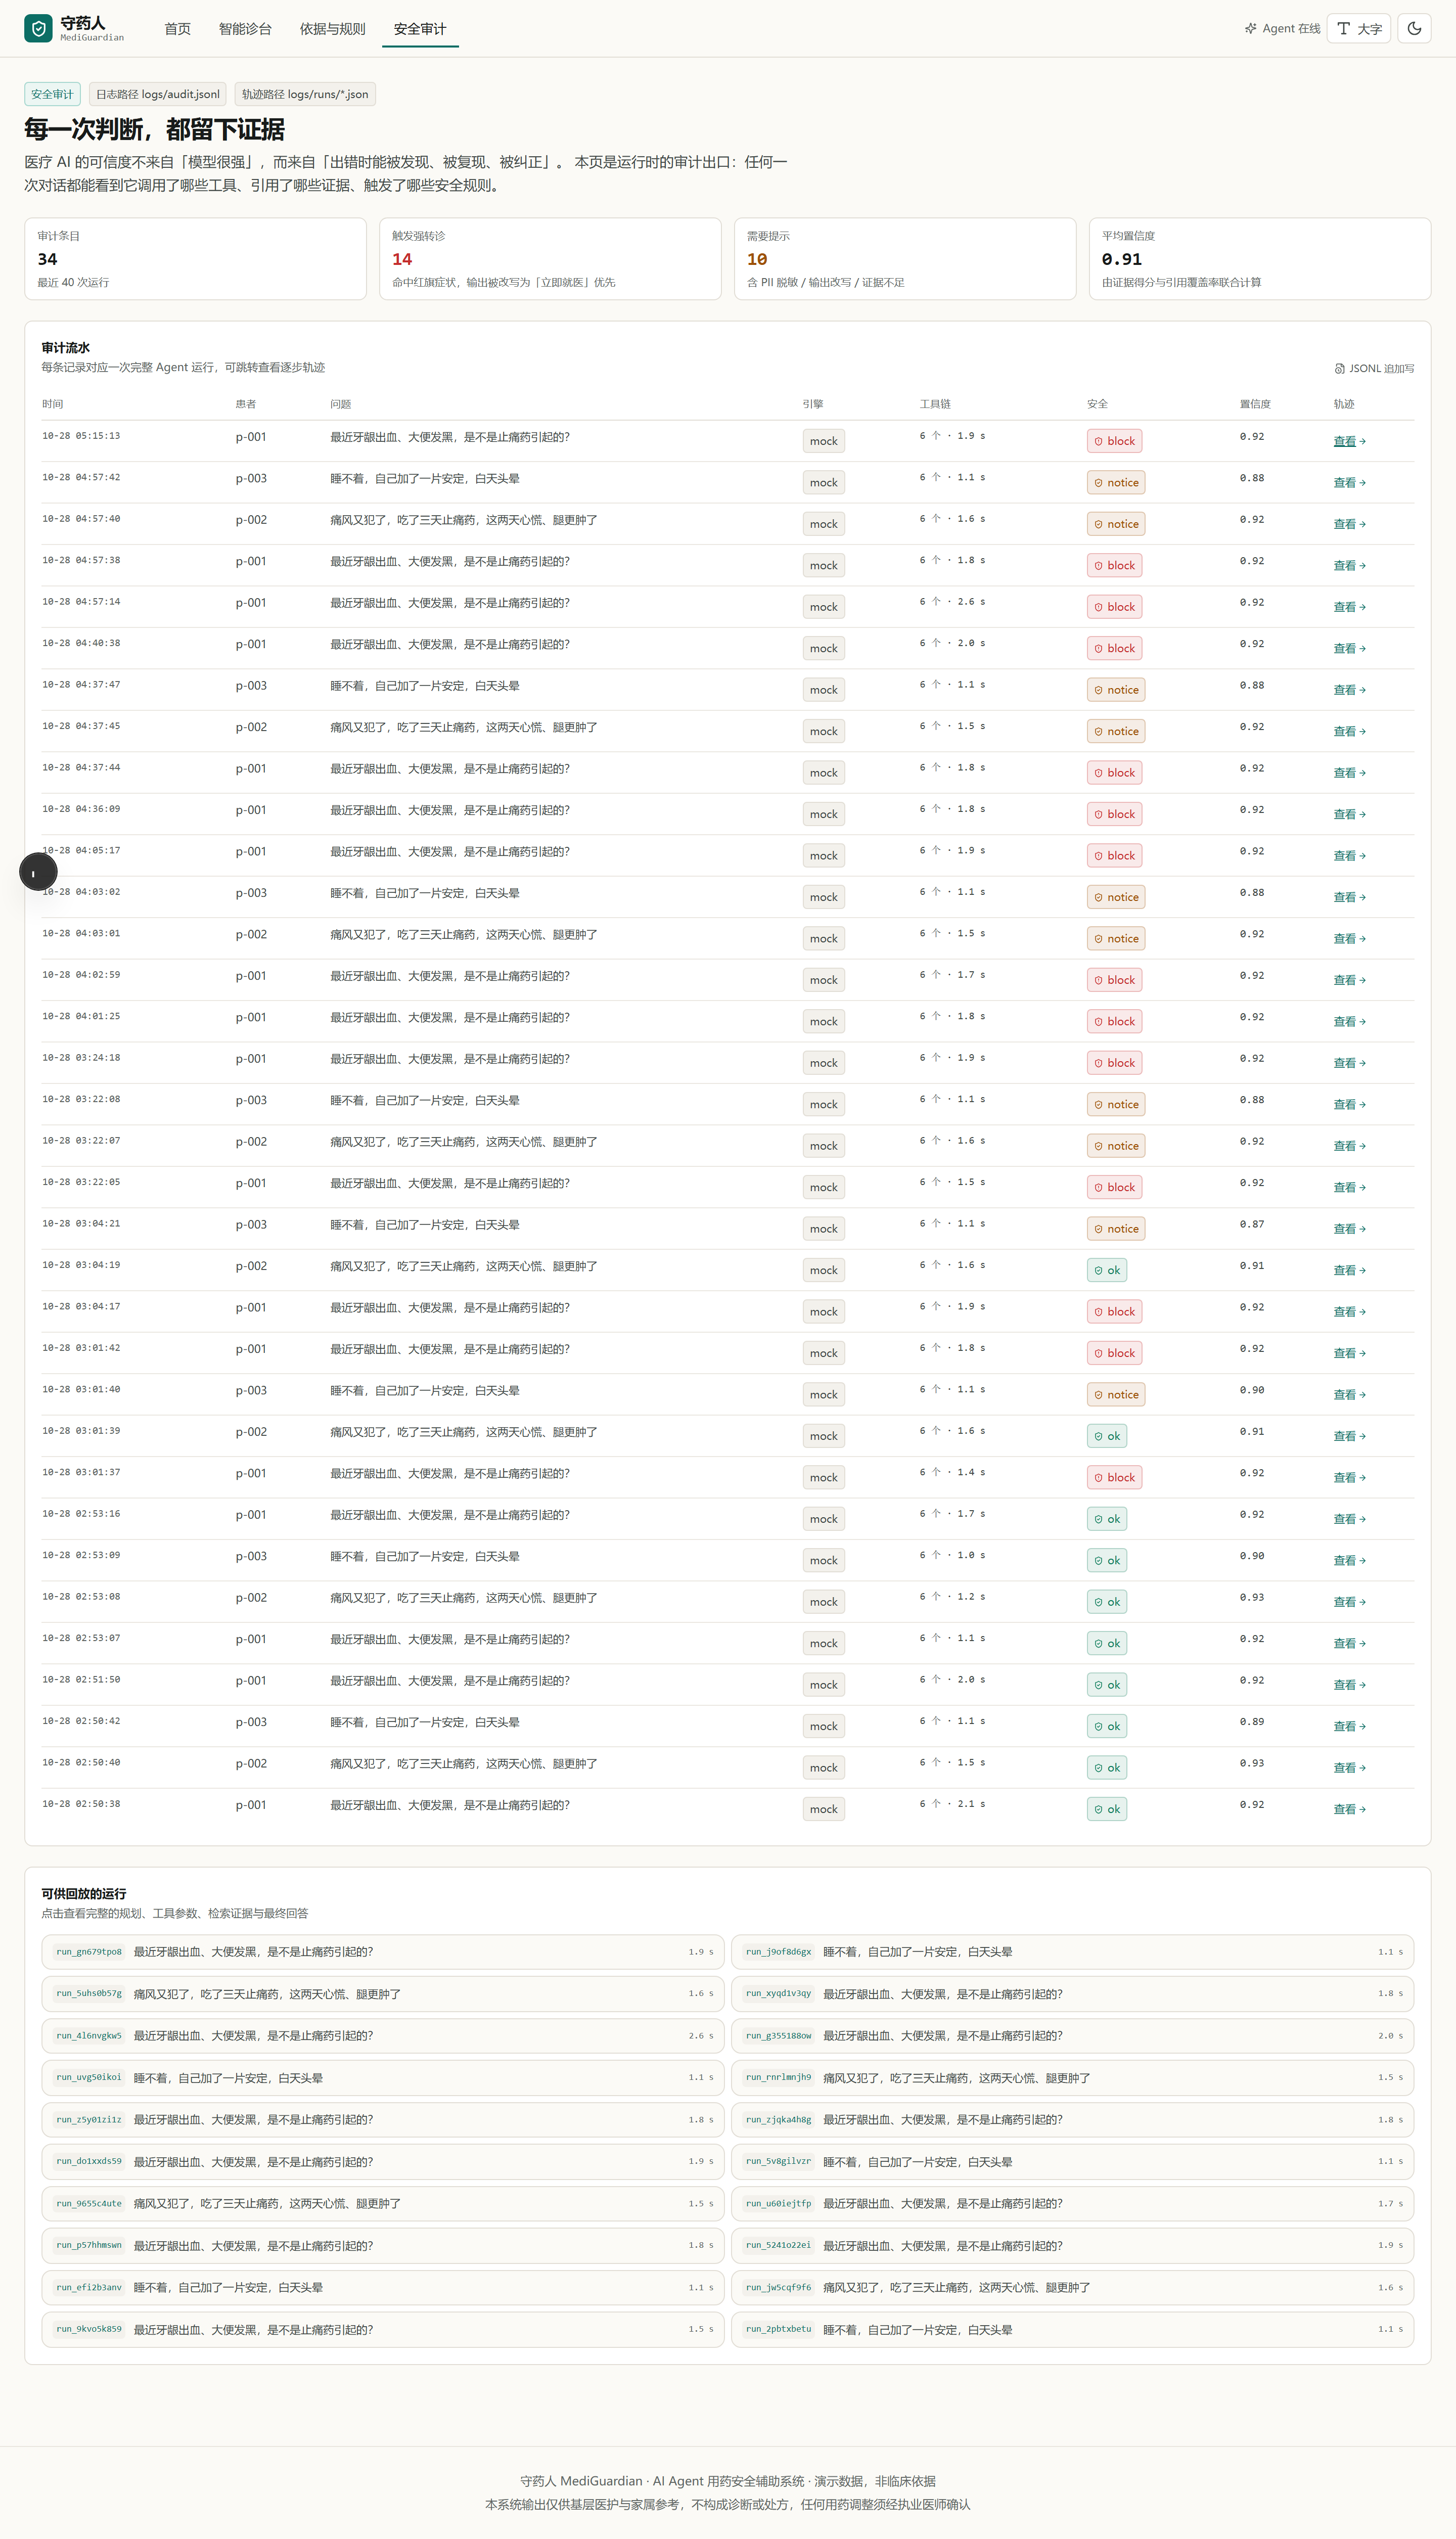 守药人
MediGuardian
首页 智能诊台 依据与规则 安全审计
Agent 在线 大字
安全审计 日志路径 logs/audit.jsonl 轨迹路径 logs/runs/*.json
每一次判断，都留下证据
医疗 AI 的可信度不来自「模型很强」，而来自「出错时能被发现、被复现、被纠正」。 本页是运行时的审计出口：任何一
次对话都能看到它调用了哪些工具、引用了哪些证据、触发了哪些安全规则。
审计条目
34
最近 40 次运行
触发强转诊
14
命中红旗症状，输出被改写为「立即就医」优先
需要提示
10
含 PII 脱敏 / 输出改写 / 证据不足
平均置信度
0.91
由证据得分与引用覆盖率联合计算
审计流水
每条记录对应一次完整 Agent 运行，可跳转查看逐步轨迹
JSONL 追加写
时间 患者 问题 引擎 工具链 安全 置信度 轨迹
10-28 05:15:13 p-001 最近牙龈出血、大便发黑，是不是止痛药引起的？ mock 6 个 · 1.9 s block 0.92 查看
10-28 04:57:42 p-003 睡不着，自己加了一片安定，白天头晕 mock 6 个 · 1.1 s notice 0.88 查看
10-28 04:57:40 p-002 痛风又犯了，吃了三天止痛药，这两天心慌、腿更肿了 mock 6 个 · 1.6 s notice 0.92 查看
10-28 04:57:38 p-001 最近牙龈出血、大便发黑，是不是止痛药引起的？ mock 6 个 · 1.8 s block 0.92 查看
10-28 04:57:14 p-001 最近牙龈出血、大便发黑，是不是止痛药引起的？ mock 6 个 · 2.6 s block 0.92 查看
10-28 04:40:38 p-001 最近牙龈出血、大便发黑，是不是止痛药引起的？ mock 6 个 · 2.0 s block 0.92 查看
10-28 04:37:47 p-003 睡不着，自己加了一片安定，白天头晕 mock 6 个 · 1.1 s notice 0.88 查看
10-28 04:37:45 p-002 痛风又犯了，吃了三天止痛药，这两天心慌、腿更肿了 mock 6 个 · 1.5 s notice 0.92 查看
10-28 04:37:44 p-001 最近牙龈出血、大便发黑，是不是止痛药引起的？ mock 6 个 · 1.8 s block 0.92 查看
10-28 04:36:09 p-001 最近牙龈出血、大便发黑，是不是止痛药引起的？ mock 6 个 · 1.8 s block 0.92 查看
10-28 04:05:17 p-001 最近牙龈出血、大便发黑，是不是止痛药引起的？ mock 6 个 · 1.9 s block 0.92 查看
10-28 04:03:02 p-003 睡不着，自己加了一片安定，白天头晕 mock 6 个 · 1.1 s notice 0.88 查看
10-28 04:03:01 p-002 痛风又犯了，吃了三天止痛药，这两天心慌、腿更肿了 mock 6 个 · 1.5 s notice 0.92 查看
10-28 04:02:59 p-001 最近牙龈出血、大便发黑，是不是止痛药引起的？ mock 6 个 · 1.7 s block 0.92 查看
10-28 04:01:25 p-001 最近牙龈出血、大便发黑，是不是止痛药引起的？ mock 6 个 · 1.8 s block 0.92 查看
10-28 03:24:18 p-001 最近牙龈出血、大便发黑，是不是止痛药引起的？ mock 6 个 · 1.9 s block 0.92 查看
10-28 03:22:08 p-003 睡不着，自己加了一片安定，白天头晕 mock 6 个 · 1.1 s notice 0.88 查看
10-28 03:22:07 p-002 痛风又犯了，吃了三天止痛药，这两天心慌、腿更肿了 mock 6 个 · 1.6 s notice 0.92 查看
10-28 03:22:05 p-001 最近牙龈出血、大便发黑，是不是止痛药引起的？ mock 6 个 · 1.5 s block 0.92 查看
10-28 03:04:21 p-003 睡不着，自己加了一片安定，白天头晕 mock 6 个 · 1.1 s notice 0.87 查看
10-28 03:04:19 p-002 痛风又犯了，吃了三天止痛药，这两天心慌、腿更肿了 mock 6 个 · 1.6 s ok 0.91 查看
10-28 03:04:17 p-001 最近牙龈出血、大便发黑，是不是止痛药引起的？ mock 6 个 · 1.9 s block 0.92 查看
10-28 03:01:42 p-001 最近牙龈出血、大便发黑，是不是止痛药引起的？ mock 6 个 · 1.8 s block 0.92 查看
10-28 03:01:40 p-003 睡不着，自己加了一片安定，白天头晕 mock 6 个 · 1.1 s notice 0.90 查看
10-28 03:01:39 p-002 痛风又犯了，吃了三天止痛药，这两天心慌、腿更肿了 mock 6 个 · 1.6 s ok 0.91 查看
10-28 03:01:37 p-001 最近牙龈出血、大便发黑，是不是止痛药引起的？ mock 6 个 · 1.4 s block 0.92 查看
10-28 02:53:16 p-001 最近牙龈出血、大便发黑，是不是止痛药引起的？ mock 6 个 · 1.7 s ok 0.92 查看
10-28 02:53:09 p-003 睡不着，自己加了一片安定，白天头晕 mock 6 个 · 1.0 s ok 0.90 查看
10-28 02:53:08 p-002 痛风又犯了，吃了三天止痛药，这两天心慌、腿更肿了 mock 6 个 · 1.2 s ok 0.93 查看
10-28 02:53:07 p-001 最近牙龈出血、大便发黑，是不是止痛药引起的？ mock 6 个 · 1.1 s ok 0.92 查看
10-28 02:51:50 p-001 最近牙龈出血、大便发黑，是不是止痛药引起的？ mock 6 个 · 2.0 s ok 0.92 查看
10-28 02:50:42 p-003 睡不着，自己加了一片安定，白天头晕 mock 6 个 · 1.1 s ok 0.89 查看
10-28 02:50:40 p-002 痛风又犯了，吃了三天止痛药，这两天心慌、腿更肿了 mock 6 个 · 1.5 s ok 0.93 查看
10-28 02:50:38 p-001 最近牙龈出血、大便发黑，是不是止痛药引起的？ mock 6 个 · 2.1 s ok 0.92 查看
可供回放的运行
点击查看完整的规划、工具参数、检索证据与最终回答
run_gn679tpo8 最近牙龈出血、大便发黑，是不是止痛药引起的？ 1.9 s
run_j9of8d6gx 睡不着，自己加了一片安定，白天头晕 1.1 s
run_5uhs0b57g 痛风又犯了，吃了三天止痛药，这两天心慌、腿更肿了 1.6 s
run_xyqd1v3qy 最近牙龈出血、大便发黑，是不是止痛药引起的？ 1.8 s
run_4l6nvgkw5 最近牙龈出血、大便发黑，是不是止痛药引起的？ 2.6 s
run_g355188ow 最近牙龈出血、大便发黑，是不是止痛药引起的？ 2.0 s
run_uvg50ikoi 睡不着，自己加了一片安定，白天头晕 1.1 s
run_rnrlmnjh9 痛风又犯了，吃了三天止痛药，这两天心慌、腿更肿了 1.5 s
run_z5y01zi1z 最近牙龈出血、大便发黑，是不是止痛药引起的？ 1.8 s
run_zjqka4h8g 最近牙龈出血、大便发黑，是不是止痛药引起的？ 1.8 s
run_do1xxds59 最近牙龈出血、大便发黑，是不是止痛药引起的？ 1.9 s
run_5v8gilvzr 睡不着，自己加了一片安定，白天头晕 1.1 s
run_9655c4ute 痛风又犯了，吃了三天止痛药，这两天心慌、腿更肿了 1.5 s
run_u60iejtfp 最近牙龈出血、大便发黑，是不是止痛药引起的？ 1.7 s
run_p57hhmswn 最近牙龈出血、大便发黑，是不是止痛药引起的？ 1.8 s
run_5241o22ei 最近牙龈出血、大便发黑，是不是止痛药引起的？ 1.9 s
run_efi2b3anv 睡不着，自己加了一片安定，白天头晕 1.1 s
run_jw5cqf9f6 痛风又犯了，吃了三天止痛药，这两天心慌、腿更肿了 1.6 s
run_9kvo5k859 最近牙龈出血、大便发黑，是不是止痛药引起的？ 1.5 s
run_2pbtxbetu 睡不着，自己加了一片安定，白天头晕 1.1 s
守药人 MediGuardian · AI Agent 用药安全辅助系统 · 演示数据，非临床依据
本系统输出仅供基层医护与家属参考，不构成诊断或处方，任何用药调整须经执业医师确认